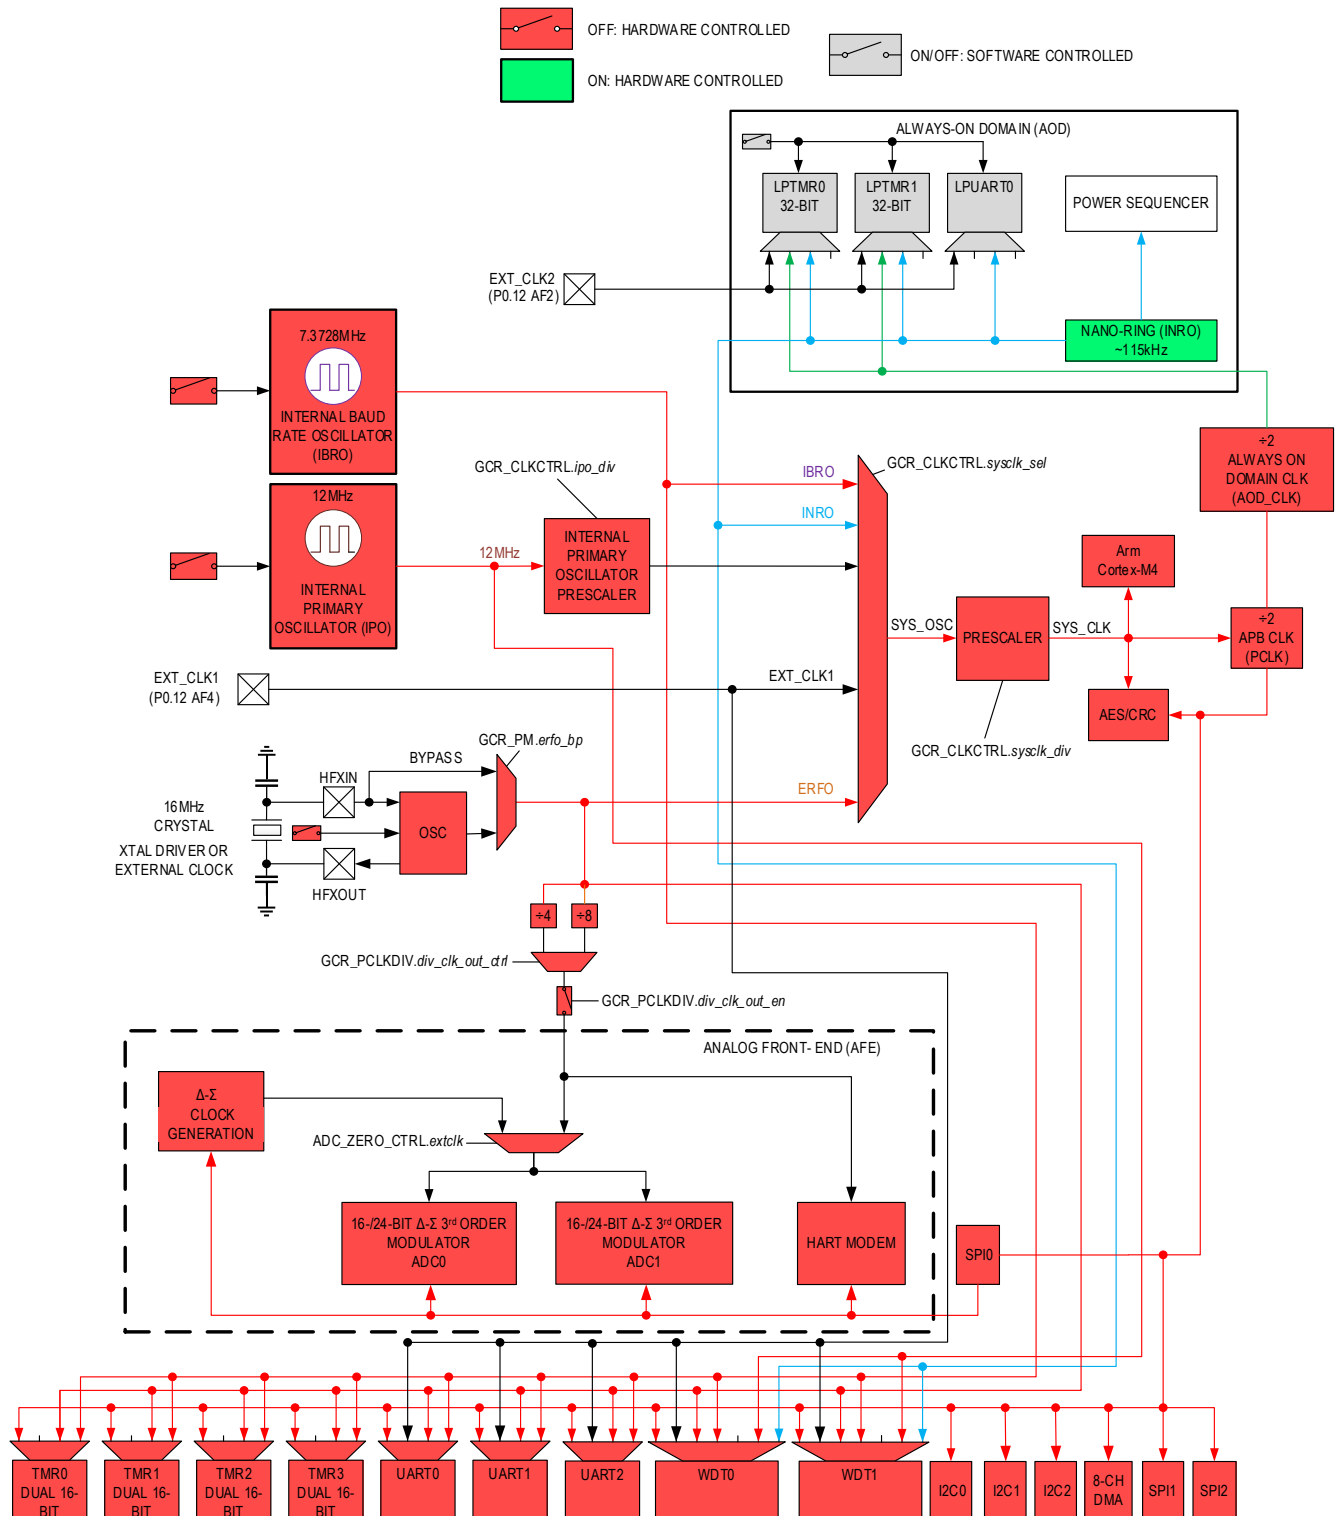 OFF: HARDWARE CONTROLLED
ON/OFF: SOFTWARE CONTROLLED
ON: HARDWARE CONTROLLED
ALWAYS-ON DOMAIN (AOD)
LPTMR0
32-BIT
LPTMR1
32-BIT
LPUART0
POWER SEQUENCER
EXT_CLK2
(P0.12 AF2)
NANO-RING (INRO)
~115kHz
7.3728MHz
INTERNAL BAUD
RATE OSCILLATOR
(IBRO)
÷2
ALWAYS ON
DOMAIN CLK
(AOD_CLK)
GCR_CLKCTRL.ipo_div
GCR_CLKCTRL.sysclk_sel
IBRO
12MHz
INTERNAL
PRIMARY
OSCILLATOR (IPO)
INRO
12MHz
INTERNAL
PRIMARY
OSCILLATOR
PRESCALER
Arm
Cortex-M4
SYS_OSC
PRESCALER
SYS_CLK
÷2
APB CLK
(PCLK)
EXT_CLK1
(P0.12 AF4)
EXT_CLK1
AES/CRC
GCR_CLKCTRL.sysclk_div
GCR_PM.erfo_bp
BYPASS
HFXIN
ERFO
16MHz
CRYSTAL
XTAL DRIVER OR
EXTERNAL CLOCK
OSC
HFXOUT
÷4
÷8
GCR_PCLKDIV.div_clk_out_ctrl
GCR_PCLKDIV.div_clk_out_en
ANALOG FRONT- END (AFE)
Δ-Σ
CLOCK
GENERATION
ADC_ZERO_CTRL.extclk
16-/24-BIT Δ-Σ 3rd ORDER
MODULATOR
ADC0
16-/24-BIT Δ-Σ 3rd ORDER
MODULATOR
ADC1
HART MODEM
SPI0
TMR0
DUAL 16-
BIT
TMR1
DUAL 16-
BIT
TMR2
DUAL 16-
BIT
TMR3
DUAL 16-
BIT
UART0
UART1
UART2
WDT0
WDT1
I2C0
I2C1
I2C2
8-CH
DMA
SPI1
SPI2